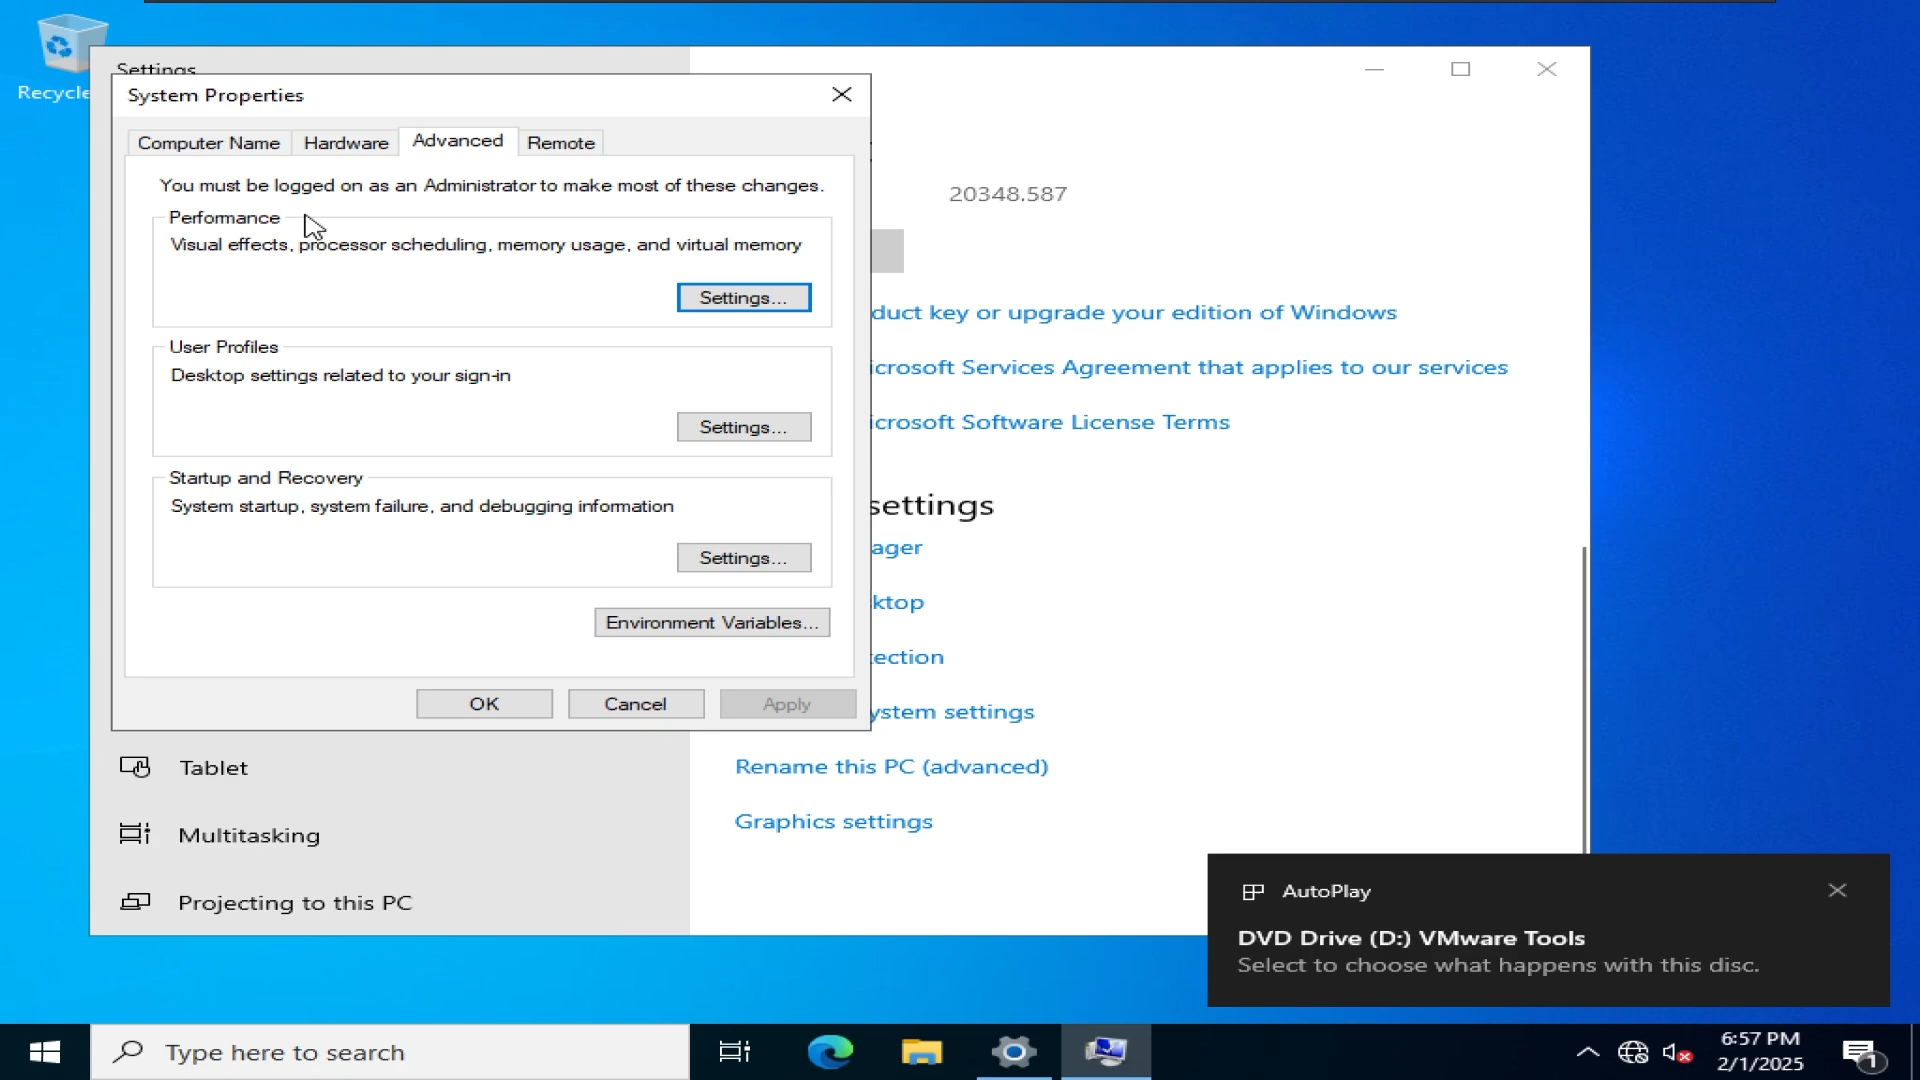 Recycle
Settings
System Properties
Computer Name
Hardware
Advanced
Remote
You must be logged on as an Administrator to make most of these changes.
Performance
Visual effects, processor scheduling, memory usage, and virtual memory
Settings...
User Profiles
Desktop settings related to your sign-in
Settings...
Startup and Recovery
System startup, system failure, and debugging information
Settings...
Environment Variables...
OK
Cancel
Apply
20348.587
duct key or upgrade your edition of Windows
icrosoft Services Agreement that applies to our services
icrosoft Software License Terms
settings
ager
ktop
tection
ystem settings
Rename this PC (advanced)
Graphics settings
Tablet
Multitasking
Projecting to this PC
AutoPlay
DVD Drive (D:) VMware Tools
Select to choose what happens with this disc.
Type here to search
6:57 PM
2/1/2025
1